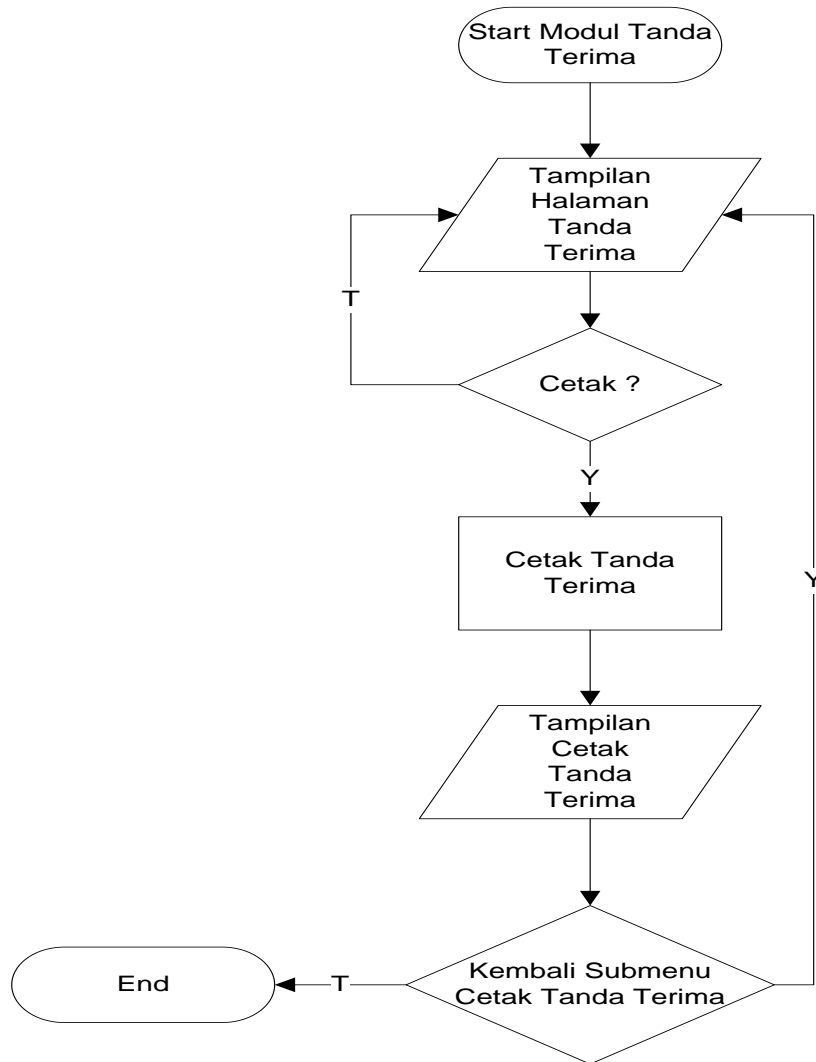 Start Modul Tanda
Terima
Tampilan
Halaman
Tanda
Terima
T
Cetak ?
Y
Cetak Tanda
Terima
Y
Tampilan
Cetak
Tanda
Terima
Kembali Submenu
Cetak Tanda Terima
T
End